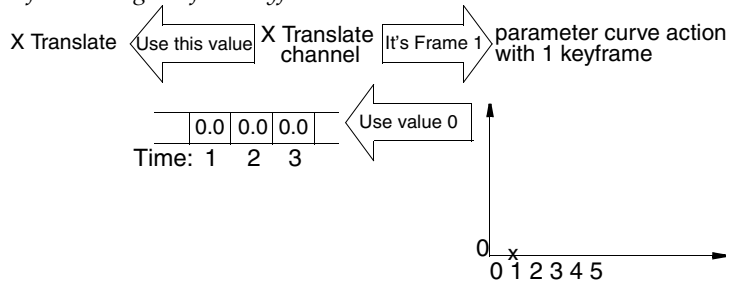 X Translate
Use this value
X Translate
channel
It's Frame 1
parameter curve action
with 1 keyframe
0.0 0.0 0.0
Use value 0
Time: 1 2 3
0
x
0 1 2 3 4 5